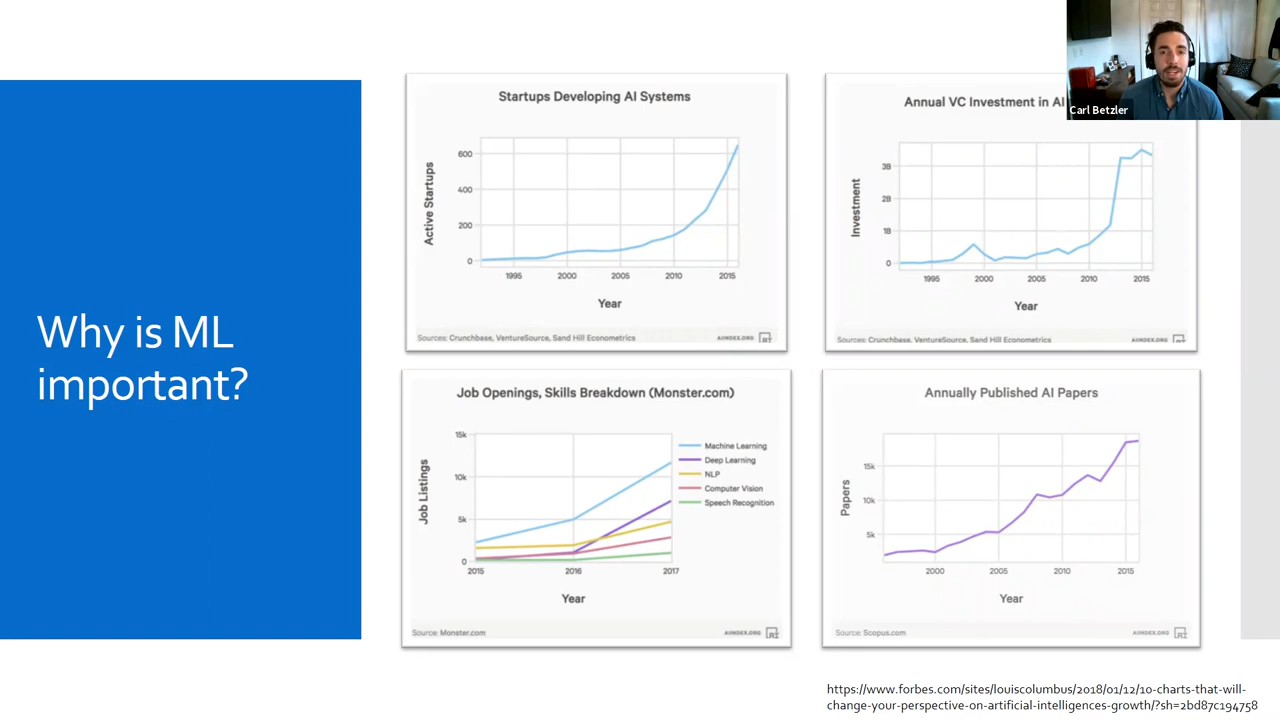 Carl Betzler
Why is ML
important?
Startups Developing AI Systems
Active Startups
600
400
200
0
1995
2000
2005
2010
2015
Year
Sources: Crunchbase, VentureSource, Sand Hill Econometrics
AIINDEX.ORG
Annual VC Investment in AI
Investment
3B
2B
1B
0
1995
2000
2005
2010
2015
Year
Sources: Crunchbase, VentureSource, Sand Hill Econometrics
AIINDEX.ORG
Job Openings, Skills Breakdown (Monster.com)
Job Listings
15k
10k
5k
0
2015
2016
2017
Year
Machine Learning
Deep Learning
NLP
Computer Vision
Speech Recognition
Source: Monster.com
AIINDEX.ORG
Annually Published AI Papers
Papers
15k
10k
5k
2000
2005
2010
2015
Year
Source: Scopus.com
AIINDEX.ORG
https://www.forbes.com/sites/louiscolumbus/2018/01/12/10-charts-that-will-
change-your-perspective-on-artificial-intelligences-growth/?sh=2bd87c194758